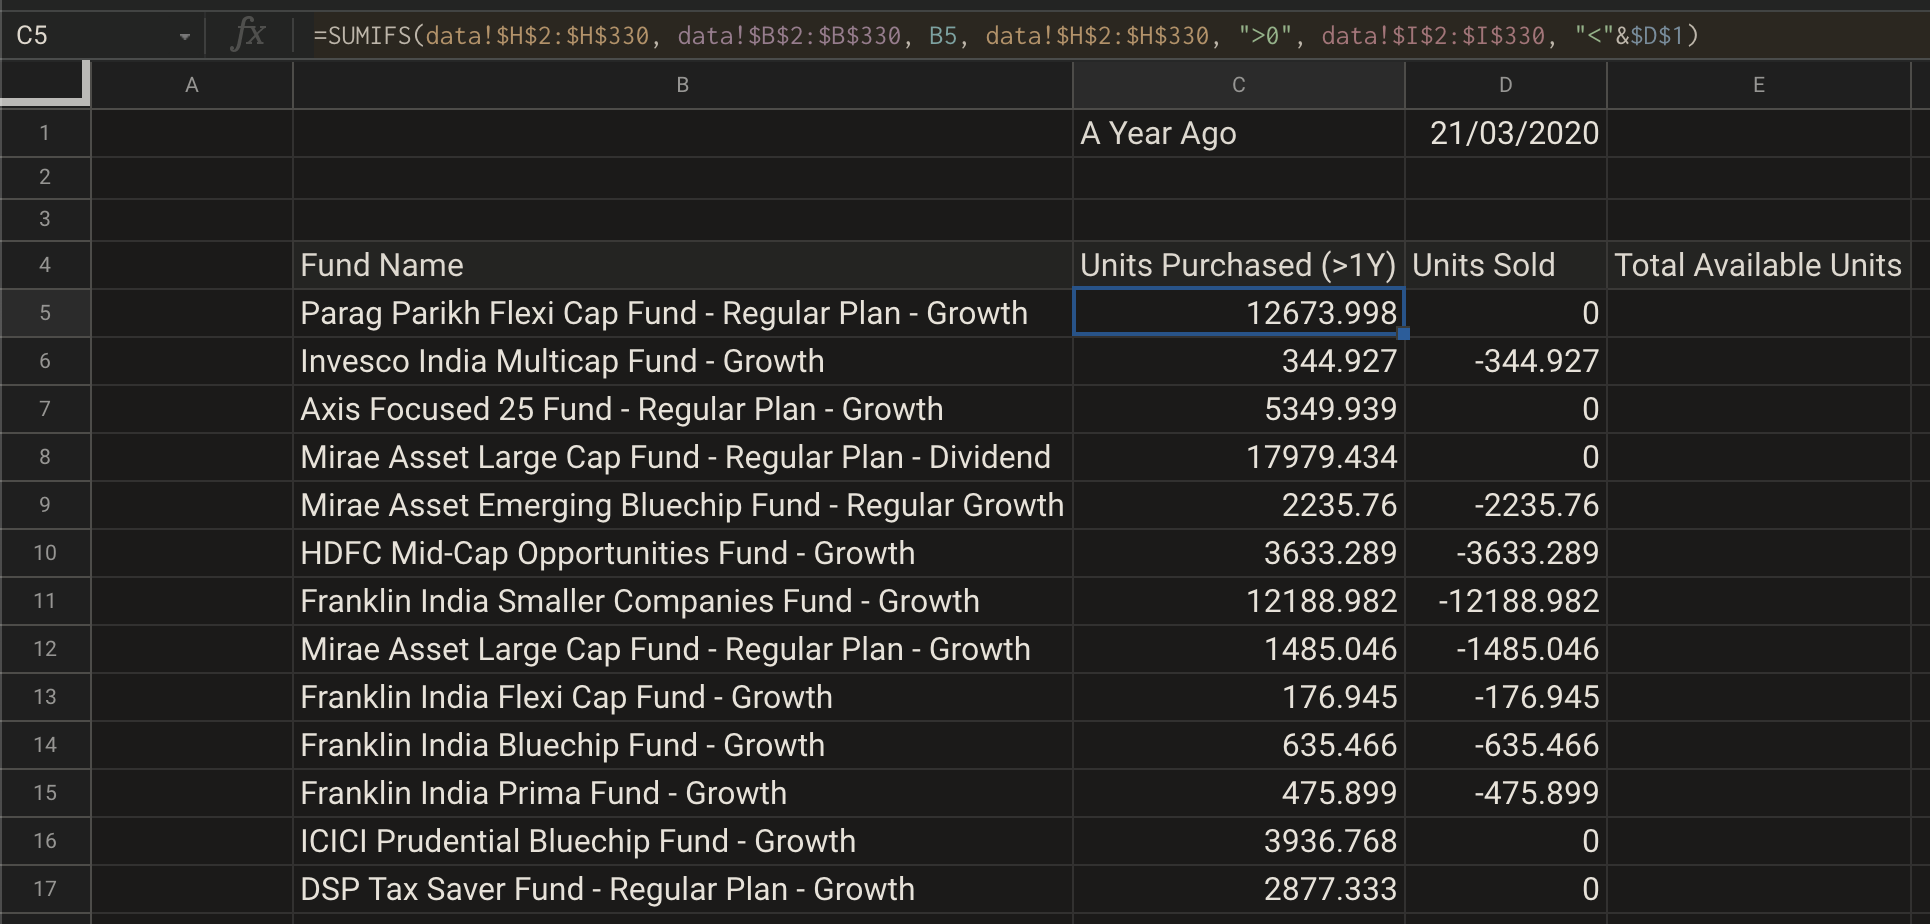 C5 fx =SUMIFS(data!$H$2:$H$330, data!$B$2:$B$330, B5, data!$H$2:$H$330, ">0", data!$I$2:$I$330, "<"&$D$1)
A B C D E
1 A Year Ago 21/03/2020
2
3
4 Fund Name Units Purchased (>1Y) Units Sold Total Available Units
5 Parag Parikh Flexi Cap Fund - Regular Plan - Growth 12673.998 0
6 Invesco India Multicap Fund - Growth 344.927 -344.927
7 Axis Focused 25 Fund - Regular Plan - Growth 5349.939 0
8 Mirae Asset Large Cap Fund - Regular Plan - Dividend 17979.434 0
9 Mirae Asset Emerging Bluechip Fund - Regular Growth 2235.76 -2235.76
10 HDFC Mid-Cap Opportunities Fund - Growth 3633.289 -3633.289
11 Franklin India Smaller Companies Fund - Growth 12188.982 -12188.982
12 Mirae Asset Large Cap Fund - Regular Plan - Growth 1485.046 -1485.046
13 Franklin India Flexi Cap Fund - Growth 176.945 -176.945
14 Franklin India Bluechip Fund - Growth 635.466 -635.466
15 Franklin India Prima Fund - Growth 475.899 -475.899
16 ICICI Prudential Bluechip Fund - Growth 3936.768 0
17 DSP Tax Saver Fund - Regular Plan - Growth 2877.333 0